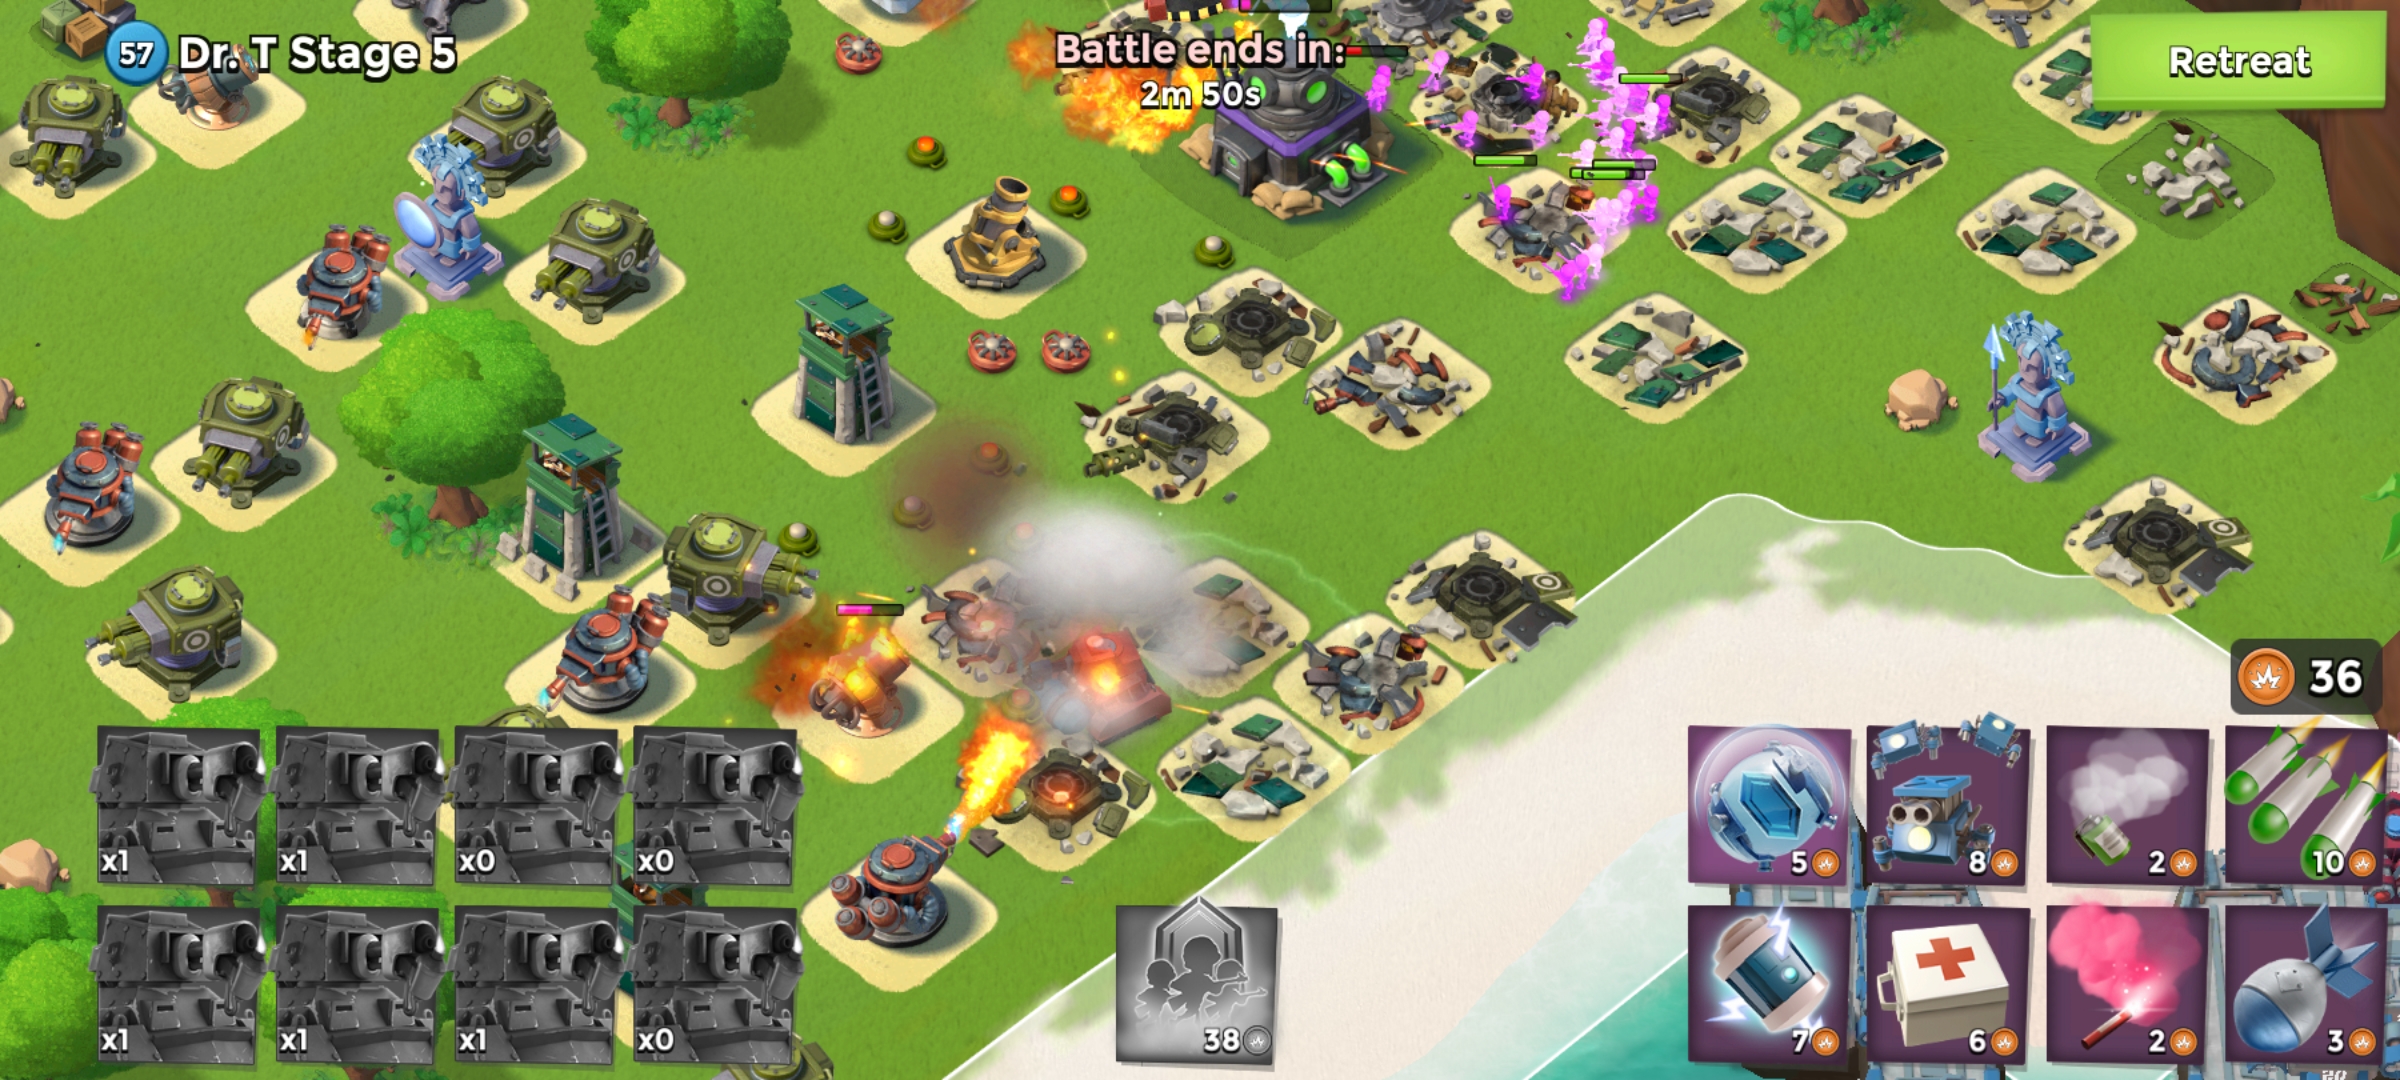 57 Dr. T Stage 5
Battle ends in:
2m 50s
Retreat
36
x1 x1 x0 x0
5 8 2 10
x1 x1 x1 x0
38
7 6 2 3